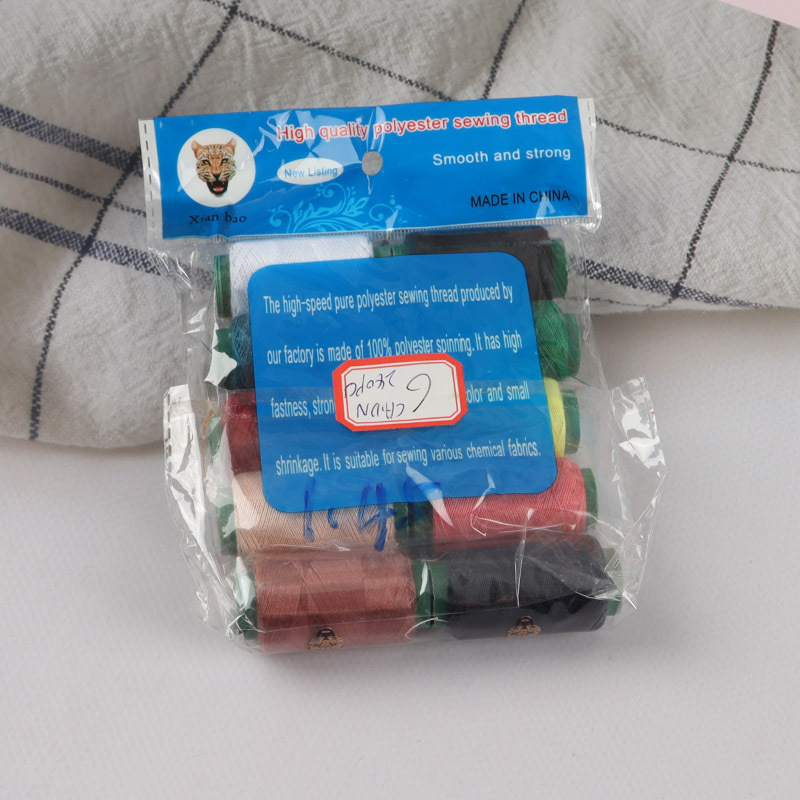 High quality polyester sewing thread
New Listing
Smooth and strong
Xian bao
MADE IN CHINA
The high-speed pure polyester sewing thread produced by
our factory is made of 100% polyester spinning. It has high
fastness, stron olor and small
shrinkage. It is suitable for sewing various chemical fabrics.
6